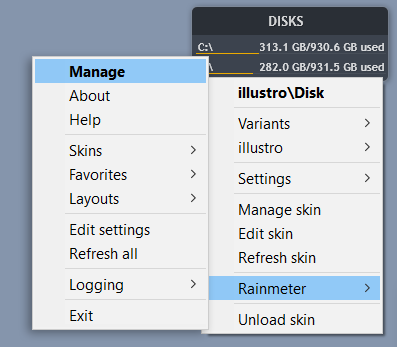 DISKS
C:\ 313.1 GB/930.6 GB used
:\ 282.0 GB/931.5 GB used
Manage
About
Help
Skins
Favorites
Layouts
Edit settings
Refresh all
Logging
Exit
illustro\Disk
Variants
illustro
Settings
Manage skin
Edit skin
Refresh skin
Rainmeter
Unload skin